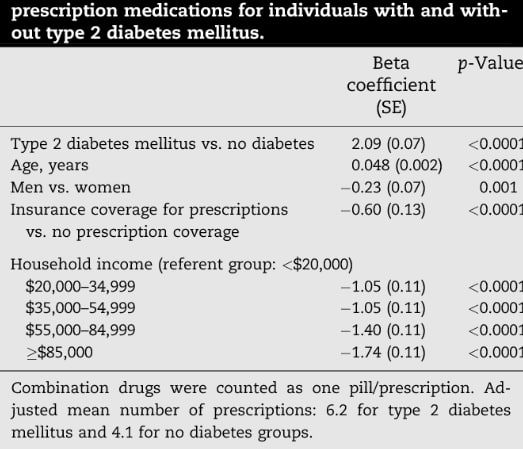 prescription medications for individuals with and with-
out type 2 diabetes mellitus.
Beta p-Value
coefficient
(SE)
Type 2 diabetes mellitus vs. no diabetes 2.09 (0.07) <0.0001
Age, years 0.048 (0.002) <0.0001
Men vs. women −0.23 (0.07) 0.001
Insurance coverage for prescriptions −0.60 (0.13) <0.0001
vs. no prescription coverage
Household income (referent group: <$20,000)
$20,000–34,999 −1.05 (0.11) <0.0001
$35,000–54,999 −1.05 (0.11) <0.0001
$55,000–84,999 −1.40 (0.11) <0.0001
≥$85,000 −1.74 (0.11) <0.0001
Combination drugs were counted as one pill/prescription. Ad-
justed mean number of prescriptions: 6.2 for type 2 diabetes
mellitus and 4.1 for no diabetes groups.